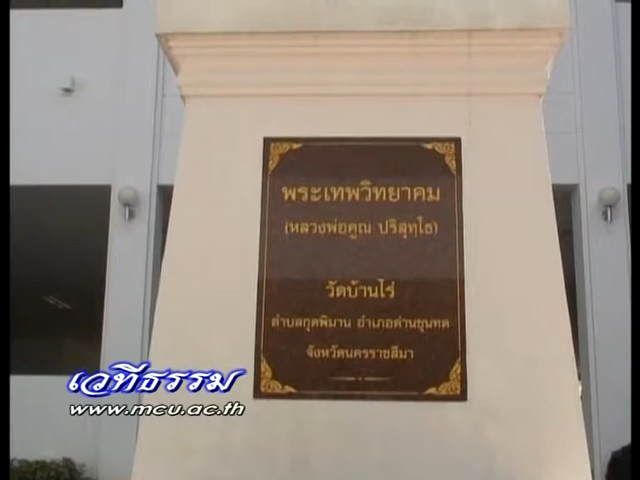 พระเทพวิทยาคม
(หลวงพ่อคูณ ปริสุทฺโธ)
วัดบ้านไร่
ตำบลกุดพิมาน อำเภอด่านขุนทด
จังหวัดนครราชสีมา
เวทีธรรม
www.mcu.ac.th